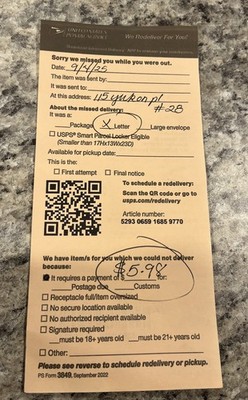 UNITED STATES
POSTAL SERVICE
We ReDeliver For You!
Sorry we missed you while you were out.
Date: 9/4/25
The item was sent by:
It was sent to:
At this address: 115 yukon pl
#2B
About the missed delivery:
It was a:
Package X Letter Large envelope
USPS® Smart Parcel Locker Eligible
(Smaller than 17Hx13Wx23D)
Available for pickup date:
This is the:
First attempt Final notice
To schedule a redelivery:
Scan the QR code or go to
usps.com/redelivery
Article number:
5293 0659 1685 9770
We have item/s for you which we could not deliver
because:
It requires a payment of $ $5.98 for:
Postage due Customs
Receptacle full/item oversized
No secure location available
No authorized recipient available
Signature required
must be 18+ years old must be 21+ years old
Other:
Please see reverse to schedule redelivery or pickup.
PS Form 3849, September 2022